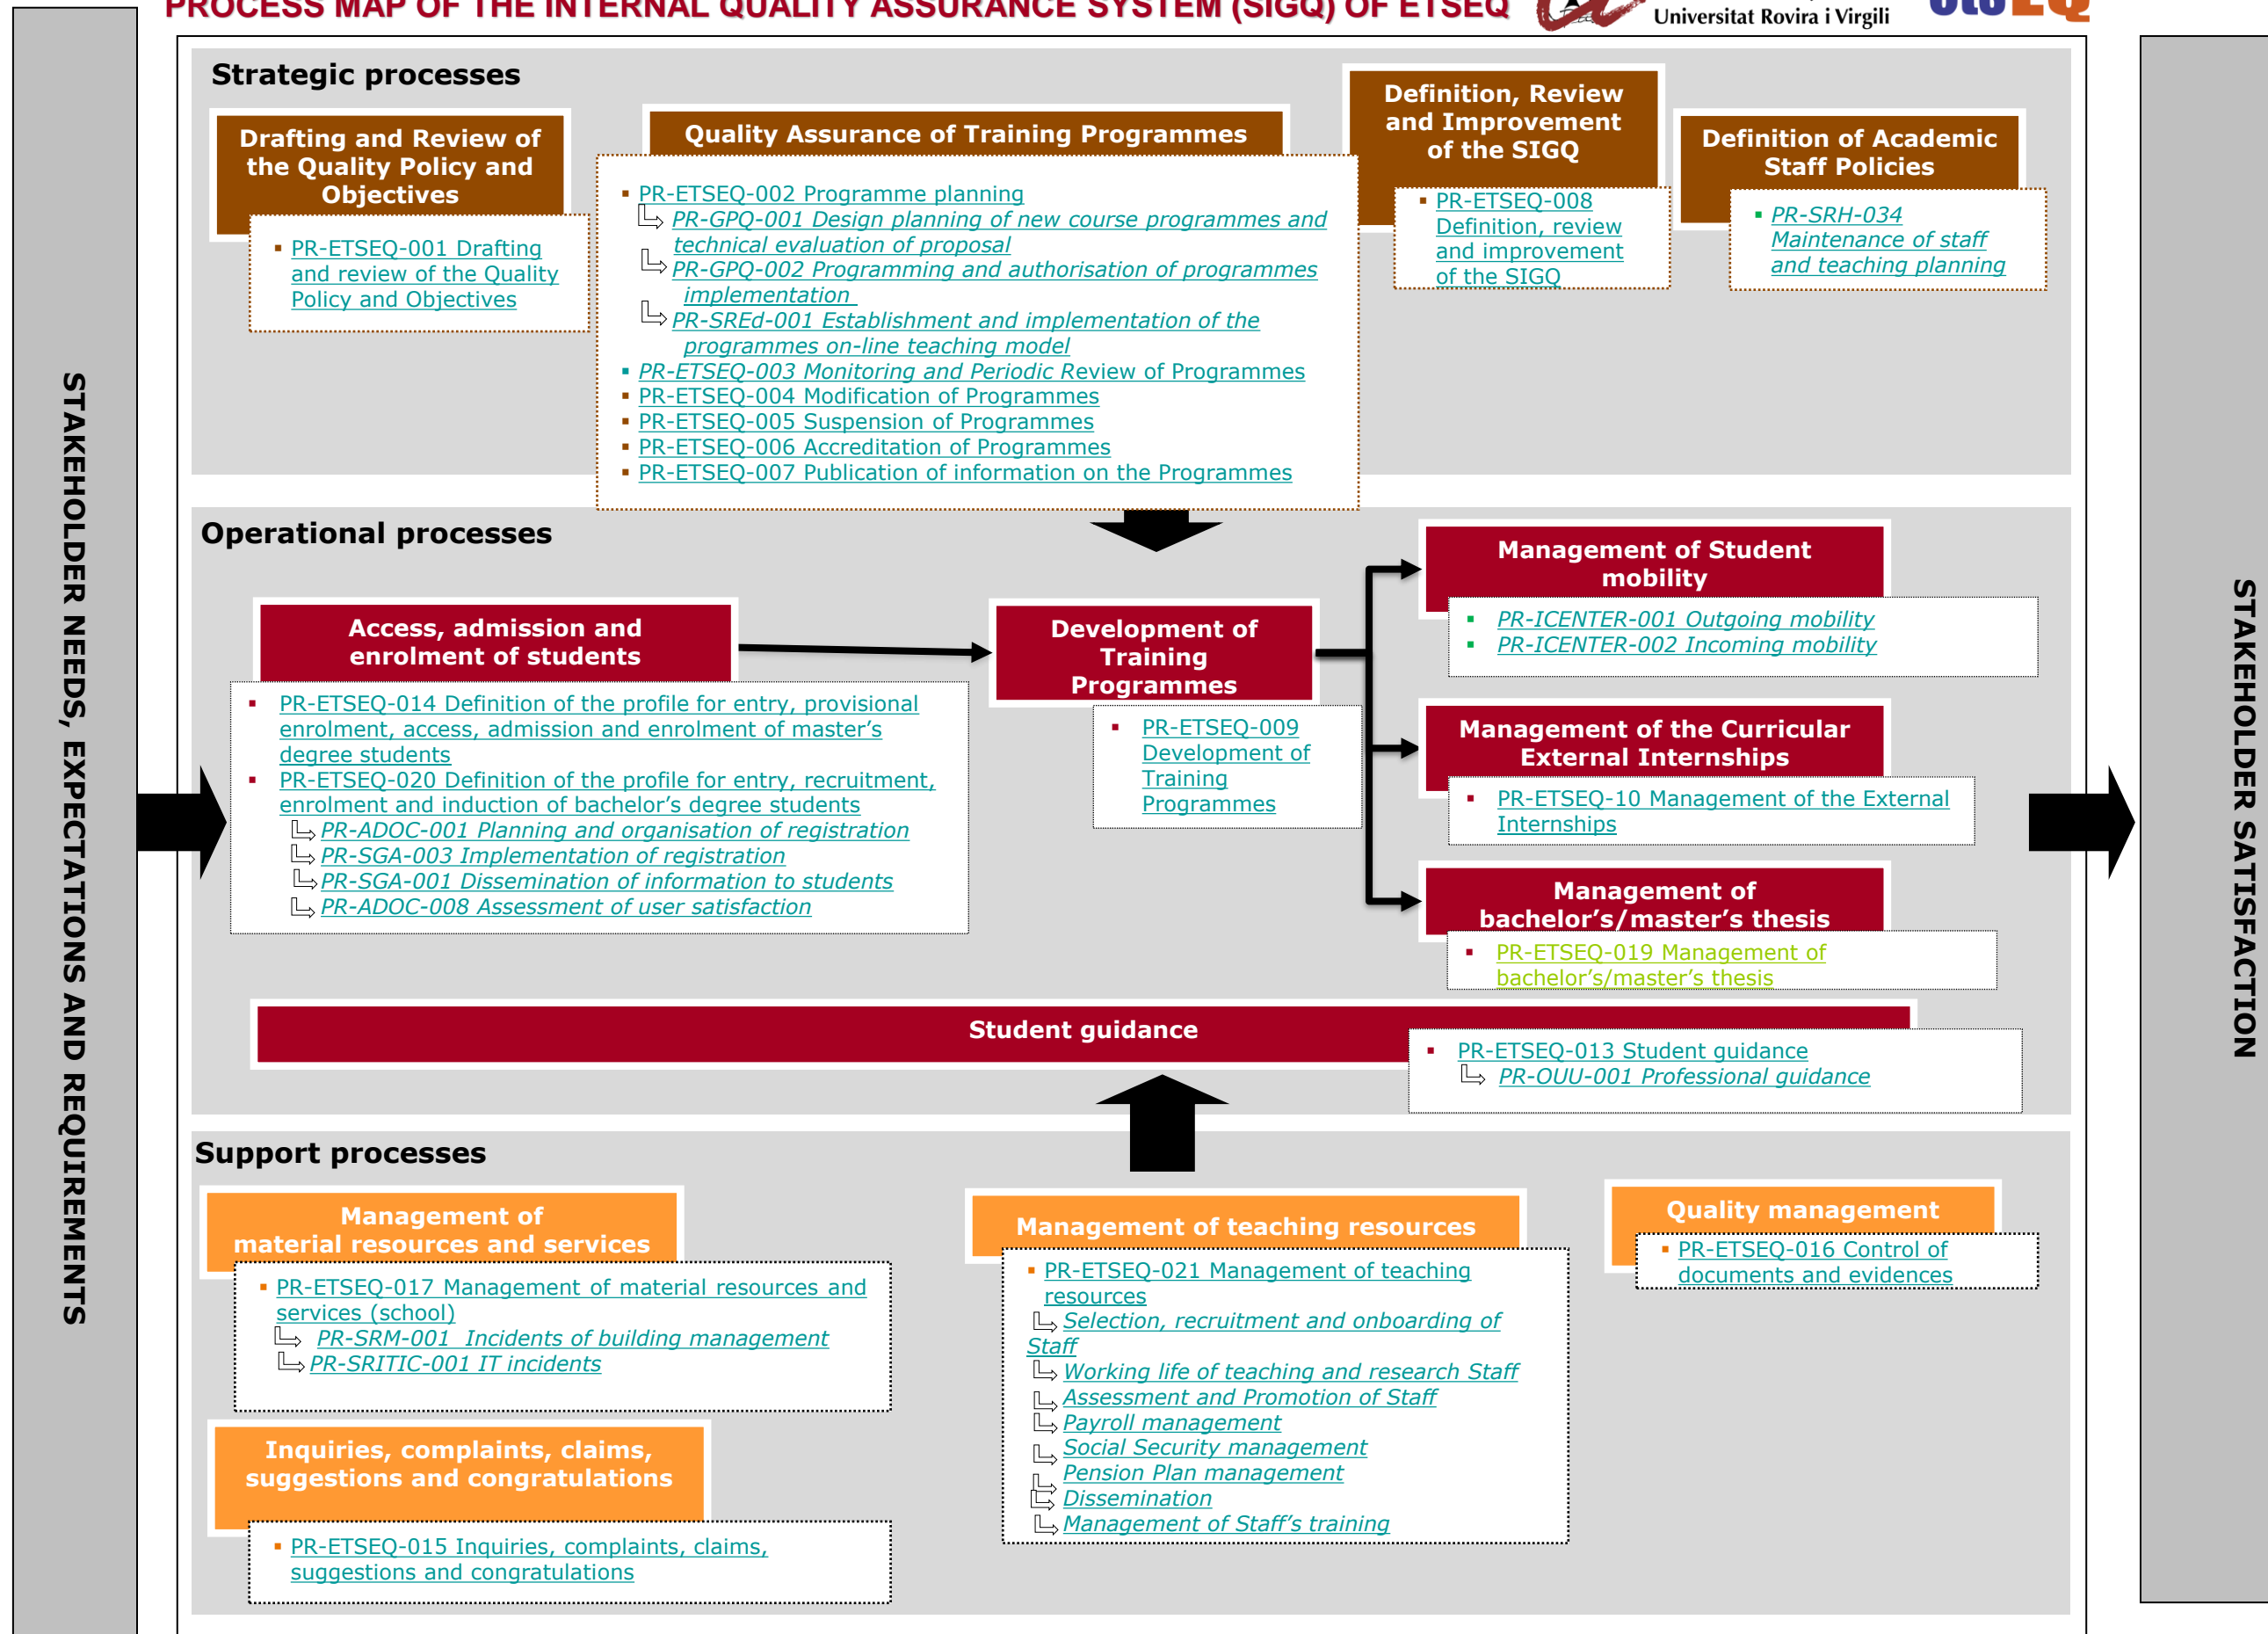 PROCESS MAP OF THE INTERNAL QUALITY ASSURANCE SYSTEM (SIGQ) OF ETSEQ
Universitat Rovira i Virgili
etsEQ
STAKEHOLDER NEEDS, EXPECTATIONS AND REQUIREMENTS
Strategic processes
Drafting and Review of
the Quality Policy and
Objectives
▪ PR-ETSEQ-001 Drafting
and review of the Quality
Policy and Objectives
Quality Assurance of Training Programmes
▪ PR-ETSEQ-002 Programme planning
PR-GPQ-001 Design planning of new course programmes and
technical evaluation of proposal
PR-GPQ-002 Programming and authorisation of programmes
implementation
PR-SREd-001 Establishment and implementation of the
programmes on-line teaching model
▪ PR-ETSEQ-003 Monitoring and Periodic Review of Programmes
▪ PR-ETSEQ-004 Modification of Programmes
▪ PR-ETSEQ-005 Suspension of Programmes
▪ PR-ETSEQ-006 Accreditation of Programmes
▪ PR-ETSEQ-007 Publication of information on the Programmes
Definition, Review
and Improvement
of the SIGQ
▪ PR-ETSEQ-008
Definition, review
and improvement
of the SIGQ
Definition of Academic
Staff Policies
▪ PR-SRH-034
Maintenance of staff
and teaching planning
Operational processes
Access, admission and
enrolment of students
▪ PR-ETSEQ-014 Definition of the profile for entry, provisional
enrolment, access, admission and enrolment of master's
degree students
▪ PR-ETSEQ-020 Definition of the profile for entry, recruitment,
enrolment and induction of bachelor's degree students
PR-ADOC-001 Planning and organisation of registration
PR-SGA-003 Implementation of registration
PR-SGA-001 Dissemination of information to students
PR-ADOC-008 Assessment of user satisfaction
Development of
Training
Programmes
▪ PR-ETSEQ-009
Development of
Training
Programmes
Management of Student
mobility
▪ PR-ICENTER-001 Outgoing mobility
▪ PR-ICENTER-002 Incoming mobility
Management of the Curricular
External Internships
▪ PR-ETSEQ-10 Management of the External
Internships
Management of
bachelor's/master's thesis
▪ PR-ETSEQ-019 Management of
bachelor's/master's thesis
Student guidance
▪ PR-ETSEQ-013 Student guidance
PR-OUU-001 Professional guidance
Support processes
Management of
material resources and services
▪ PR-ETSEQ-017 Management of material resources and
services (school)
PR-SRM-001 Incidents of building management
PR-SRITIC-001 IT incidents
Inquiries, complaints, claims,
suggestions and congratulations
▪ PR-ETSEQ-015 Inquiries, complaints, claims,
suggestions and congratulations
Management of teaching resources
▪ PR-ETSEQ-021 Management of teaching
resources
Selection, recruitment and onboarding of
Staff
Working life of teaching and research Staff
Assessment and Promotion of Staff
Payroll management
Social Security management
Pension Plan management
Dissemination
Management of Staff's training
Quality management
▪ PR-ETSEQ-016 Control of
documents and evidences
STAKEHOLDER SATISFACTION